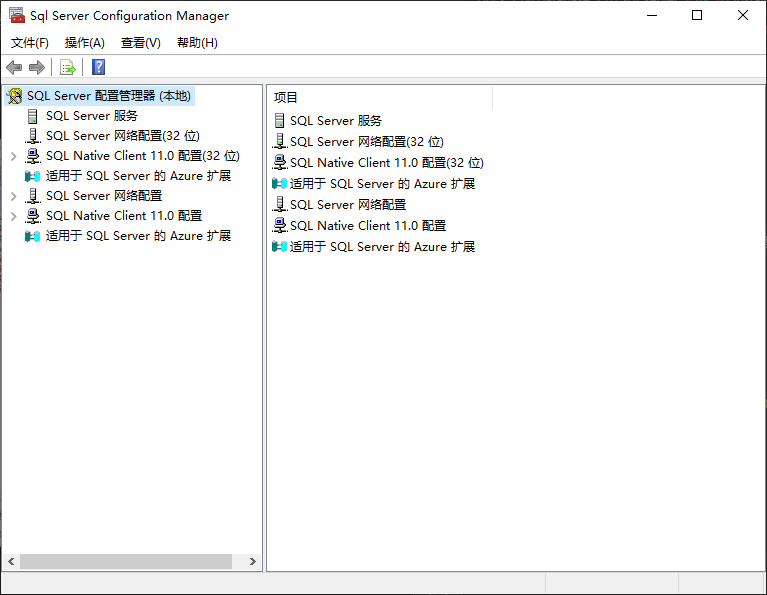 Sql Server Configuration Manager
文件(F) 操作(A) 查看(V) 帮助(H)
SQL Server 配置管理器 (本地)
SQL Server 服务
SQL Server 网络配置(32 位)
SQL Native Client 11.0 配置(32 位)
适用于 SQL Server 的 Azure 扩展
SQL Server 网络配置
SQL Native Client 11.0 配置
适用于 SQL Server 的 Azure 扩展
项目
SQL Server 服务
SQL Server 网络配置(32 位)
SQL Native Client 11.0 配置(32 位)
适用于 SQL Server 的 Azure 扩展
SQL Server 网络配置
SQL Native Client 11.0 配置
适用于 SQL Server 的 Azure 扩展